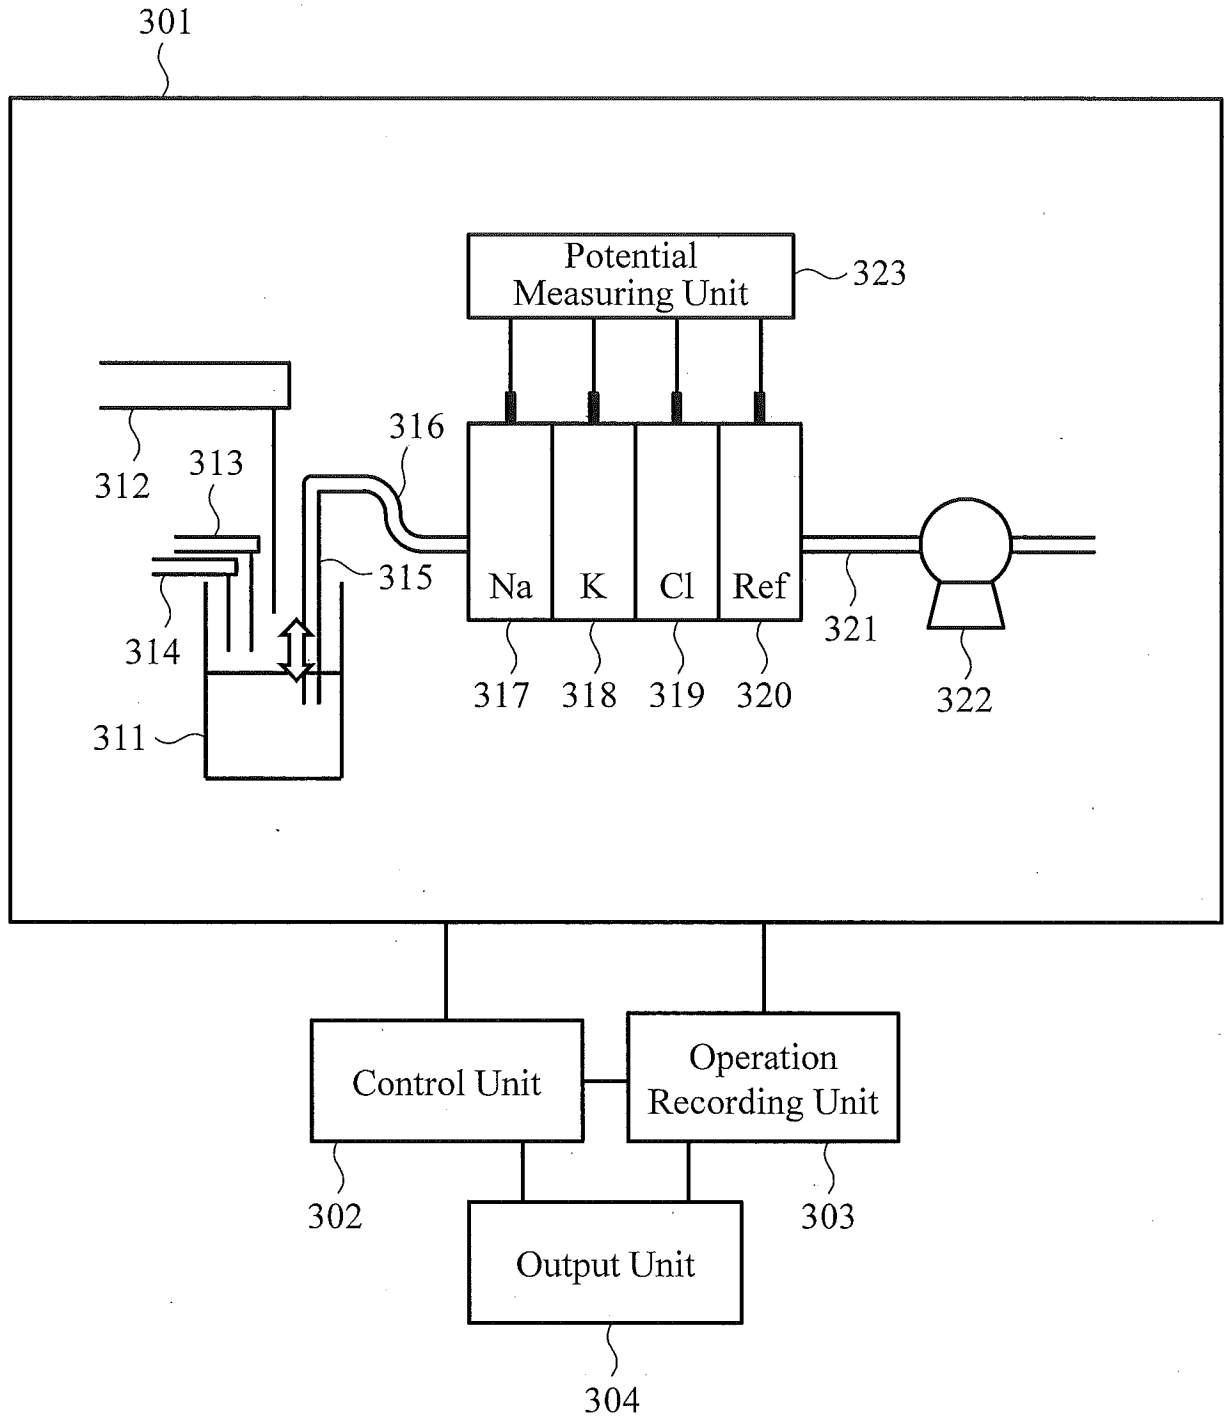 301
Potential
Measuring Unit
323
316
312
313
315
314
Na
K
Cl
Ref
321
317
318
319
320
322
311
Control Unit
Operation
Recording Unit
302
303
Output Unit
304